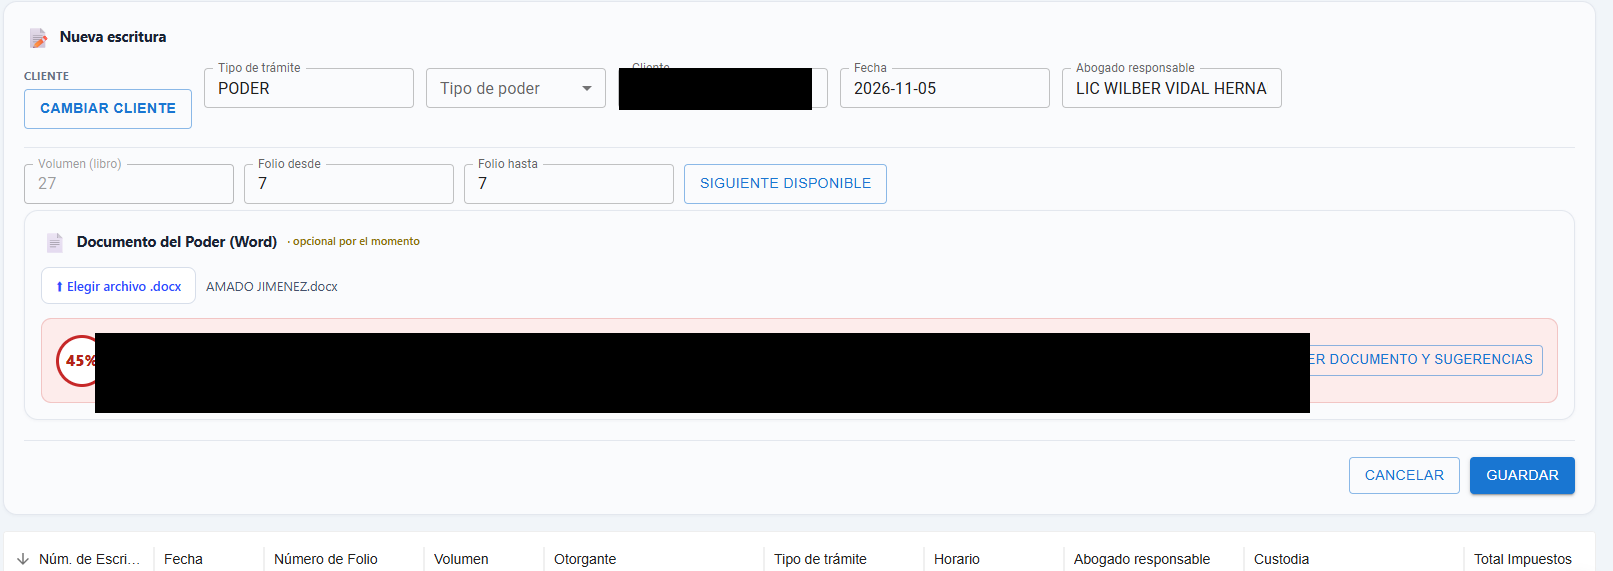 Nueva escritura
CLIENTE
CAMBIAR CLIENTE
Tipo de trámite
PODER
Tipo de poder
Cliente
Fecha
2026-11-05
Abogado responsable
LIC WILBER VIDAL HERNA
Volumen (libro)
27
Folio desde
7
Folio hasta
7
SIGUIENTE DISPONIBLE
Documento del Poder (Word) · opcional por el momento
⬆ Elegir archivo .docx AMADO JIMENEZ.docx
45%
ER DOCUMENTO Y SUGERENCIAS
CANCELAR GUARDAR
Núm. de Escri... Fecha Número de Folio Volumen Otorgante Tipo de trámite Horario Abogado responsable Custodia Total Impuestos